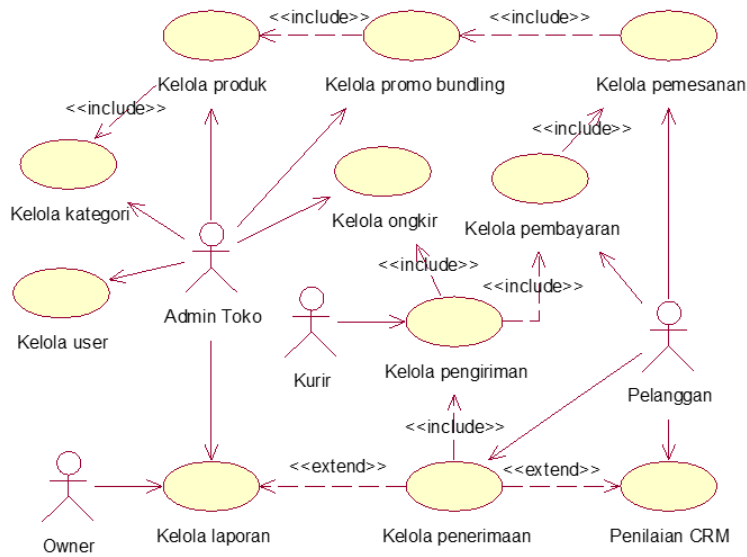 <<include>>
<<include>>
Kelola produk
Kelola promo bundling
Kelola pemesanan
<<include>>
<<include>>
Kelola kategori
Kelola ongkir
Kelola pembayaran
<<include>>
<<include>>
Admin Toko
Kelola user
Kurir
Kelola pengiriman
Pelanggan
<<include>>
<<extend>>
<<extend>>
Owner
Kelola laporan
Kelola penerimaan
Penilaian CRM